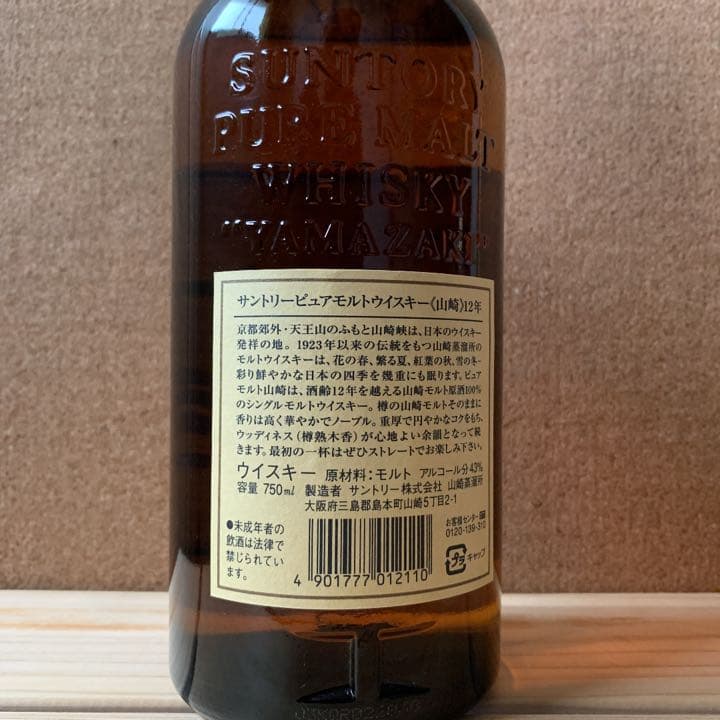 SUNTORY
PURE MALT
WHISKY
"YAMAZAKI"
サントリーピュアモルトウイスキー《山崎》12年
京都郊外・天王山のふもと山崎峡は、日本のウイスキー
発祥の地。1923年以来の伝統をもつ山崎蒸溜所の
モルトウイスキーは、花の春、繁る夏、紅葉の秋、雪の冬-
彩り鮮やかな日本の四季を幾重にも眠ります。ピュア
モルト山崎は、酒齢12年を越える山崎モルト原酒100%
のシングルモルトウイスキー。樽の山崎モルトそのままに
香りは高く華やかでノーブル。重厚で円やかなコクをもち、
ウッディネス(樽熟木香)が心地よい余韻となって続
きます。最初の一杯はぜひストレートでお楽しみ下さい。
ウイスキー 原材料:モルト アルコール分43%
容量 750ml 製造者 サントリー株式会社 山崎蒸溜所
大阪府三島郡島本町山崎5丁目2-1
●未成年者の
飲酒は法律で
禁じられてい
ます。
4 901777 012110
お客様センター
0120-139-310
プラ キャップ